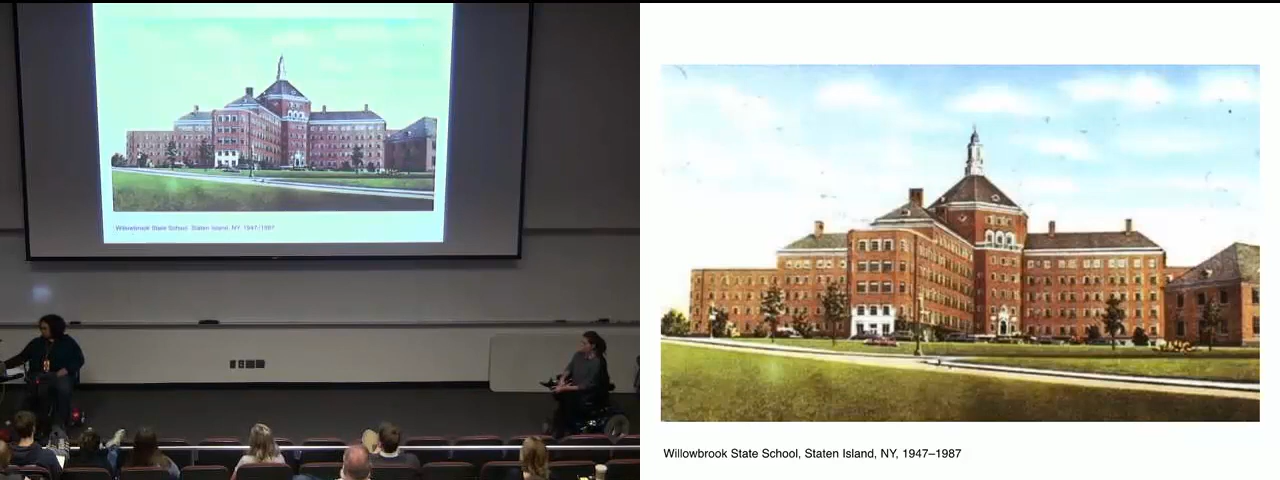 Willowbrook State School, Staten Island, NY, 1947–1987
Willowbrook State School, Staten Island, NY, 1947–1987